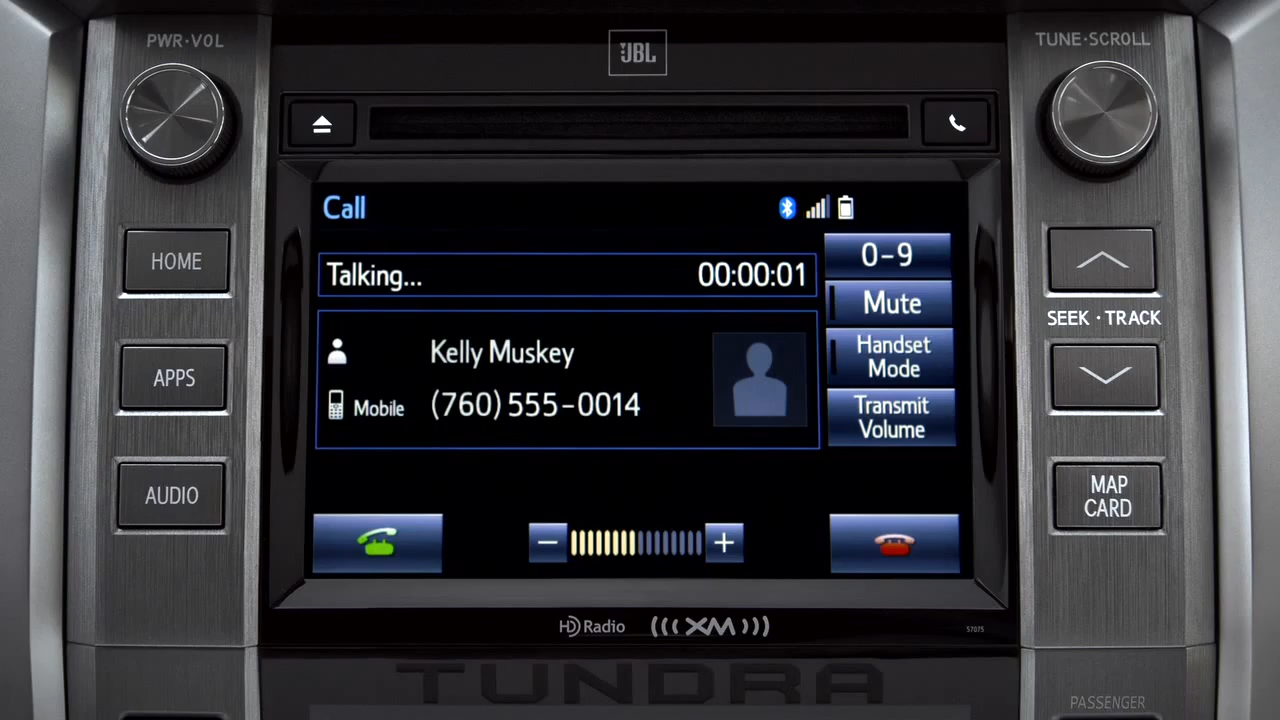 PWR·VOL
JBL
TUNE·SCROLL
Call
HOME
Talking... 00:00:01
0-9
Mute
SEEK · TRACK
Kelly Muskey
Handset
Mode
APPS
Mobile (760) 555-0014
Transmit
Volume
AUDIO
MAP
CARD
− +
HD Radio
(((XM)))
57075
TUNDRA
PASSENGER